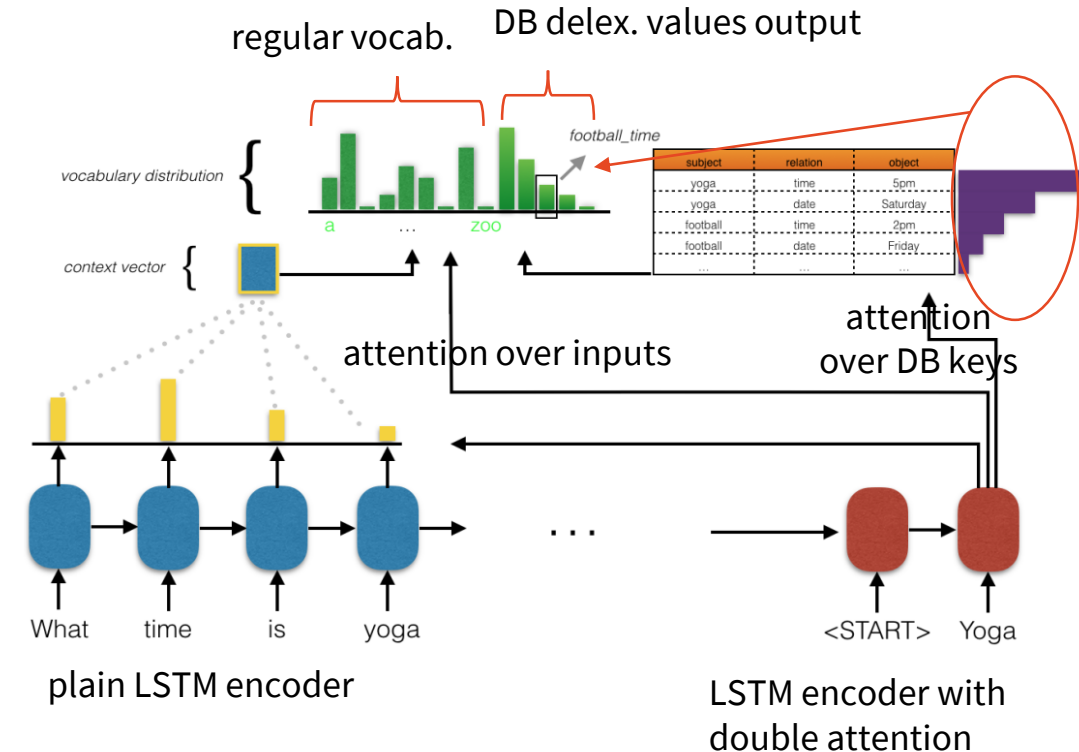 regular vocab.
DB delex. values output
football_time
vocabulary distribution
{
a
...
zoo
subject relation object
yoga time 5pm
yoga date Saturday
football time 2pm
football date Friday
... ... ...
context vector
{
attention over inputs
attention
over DB keys
...
What time is yoga
<START> Yoga
plain LSTM encoder
LSTM encoder with
double attention